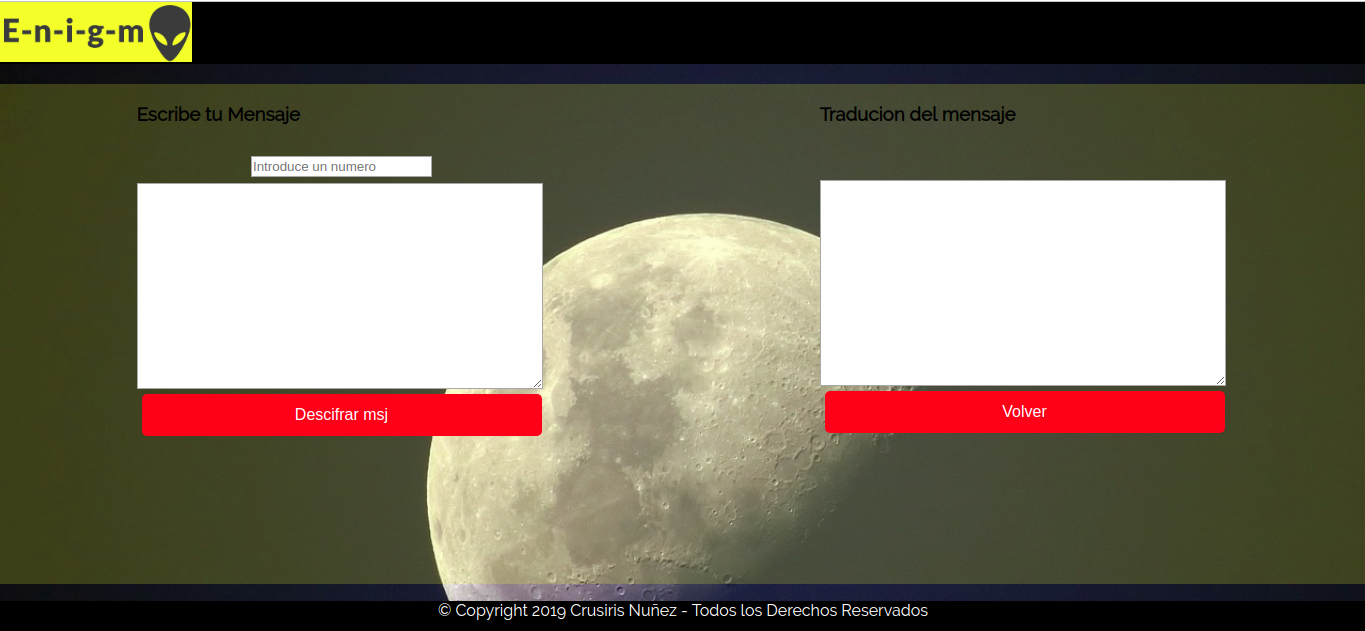 E-n-i-g-m
Escribe tu Mensaje
Traducion del mensaje
Introduce un numero
Descifrar msj
Volver
© Copyright 2019 Crusiris Nuñez - Todos los Derechos Reservados